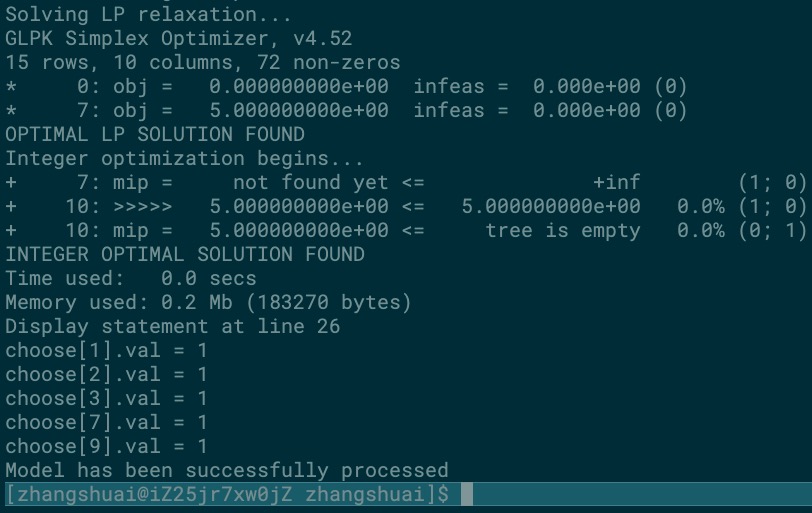 Solving LP relaxation...
GLPK Simplex Optimizer, v4.52
15 rows, 10 columns, 72 non-zeros
*     0: obj =   0.000000000e+00  infeas =  0.000e+00 (0)
*     7: obj =   5.000000000e+00  infeas =  0.000e+00 (0)
OPTIMAL LP SOLUTION FOUND
Integer optimization begins...
+     7: mip =     not found yet <=              +inf        (1; 0)
+    10: >>>>>   5.000000000e+00 <=   5.000000000e+00   0.0% (1; 0)
+    10: mip =   5.000000000e+00 <=     tree is empty   0.0% (0; 1)
INTEGER OPTIMAL SOLUTION FOUND
Time used:   0.0 secs
Memory used: 0.2 Mb (183270 bytes)
Display statement at line 26
choose[1].val = 1
choose[2].val = 1
choose[3].val = 1
choose[7].val = 1
choose[9].val = 1
Model has been successfully processed
[zhangshuai@iZ25jr7xw0jZ zhangshuai]$